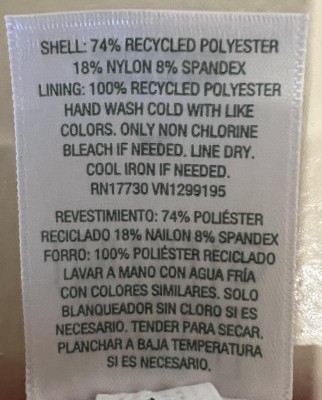 SHELL: 74% RECYCLED POLYESTER
18% NYLON 8% SPANDEX
LINING: 100% RECYCLED POLYESTER
HAND WASH COLD WITH LIKE
COLORS. ONLY NON CHLORINE
BLEACH IF NEEDED. LINE DRY.
COOL IRON IF NEEDED.
RN17730 VN1299195
REVESTIMIENTO: 74% POLIÉSTER
RECICLADO 18% NAILON 8% SPANDEX
FORRO: 100% POLIÉSTER RECICLADO
LAVAR A MANO CON AGUA FRÍA
CON COLORES SIMILARES. SOLO
BLANQUEADOR SIN CLORO SI ES
NECESARIO. TENDER PARA SECAR.
PLANCHAR A BAJA TEMPERATURA
SI ES NECESARIO.